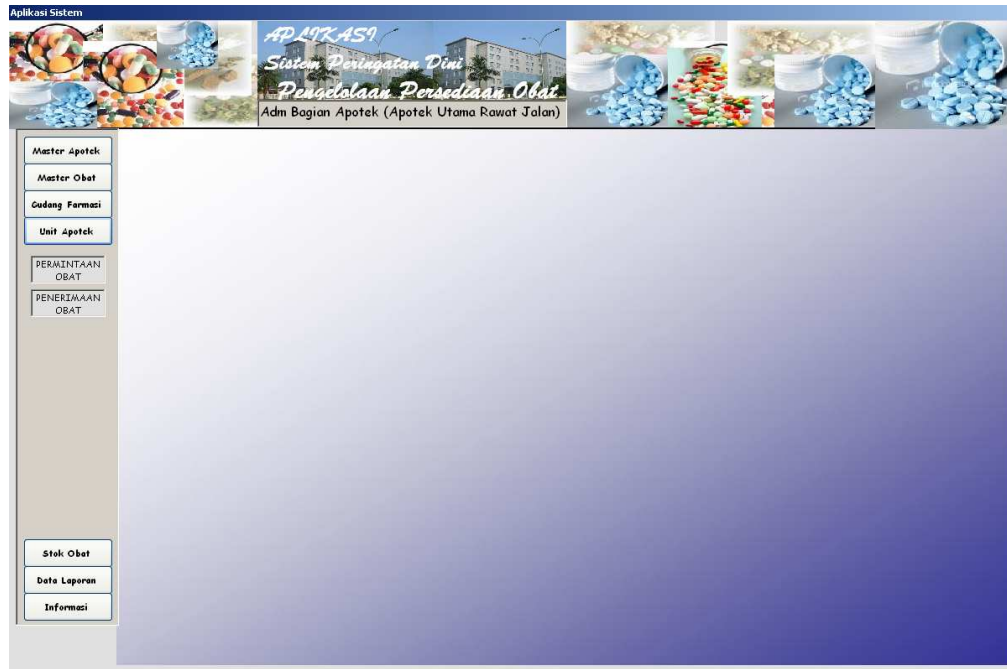 Aplikasi Sistem
APLIKASI
Sistem Peringatan Dini
Pengelolaan Persediaan Obat
Adm Bagian Apotek (Apotek Utama Rawat Jalan)
Master Apotek
Master Obat
Gudang Farmasi
Unit Apotek
PERMINTAAN
OBAT
PENERIMAAN
OBAT
Stok Obat
Data Laporan
Informasi